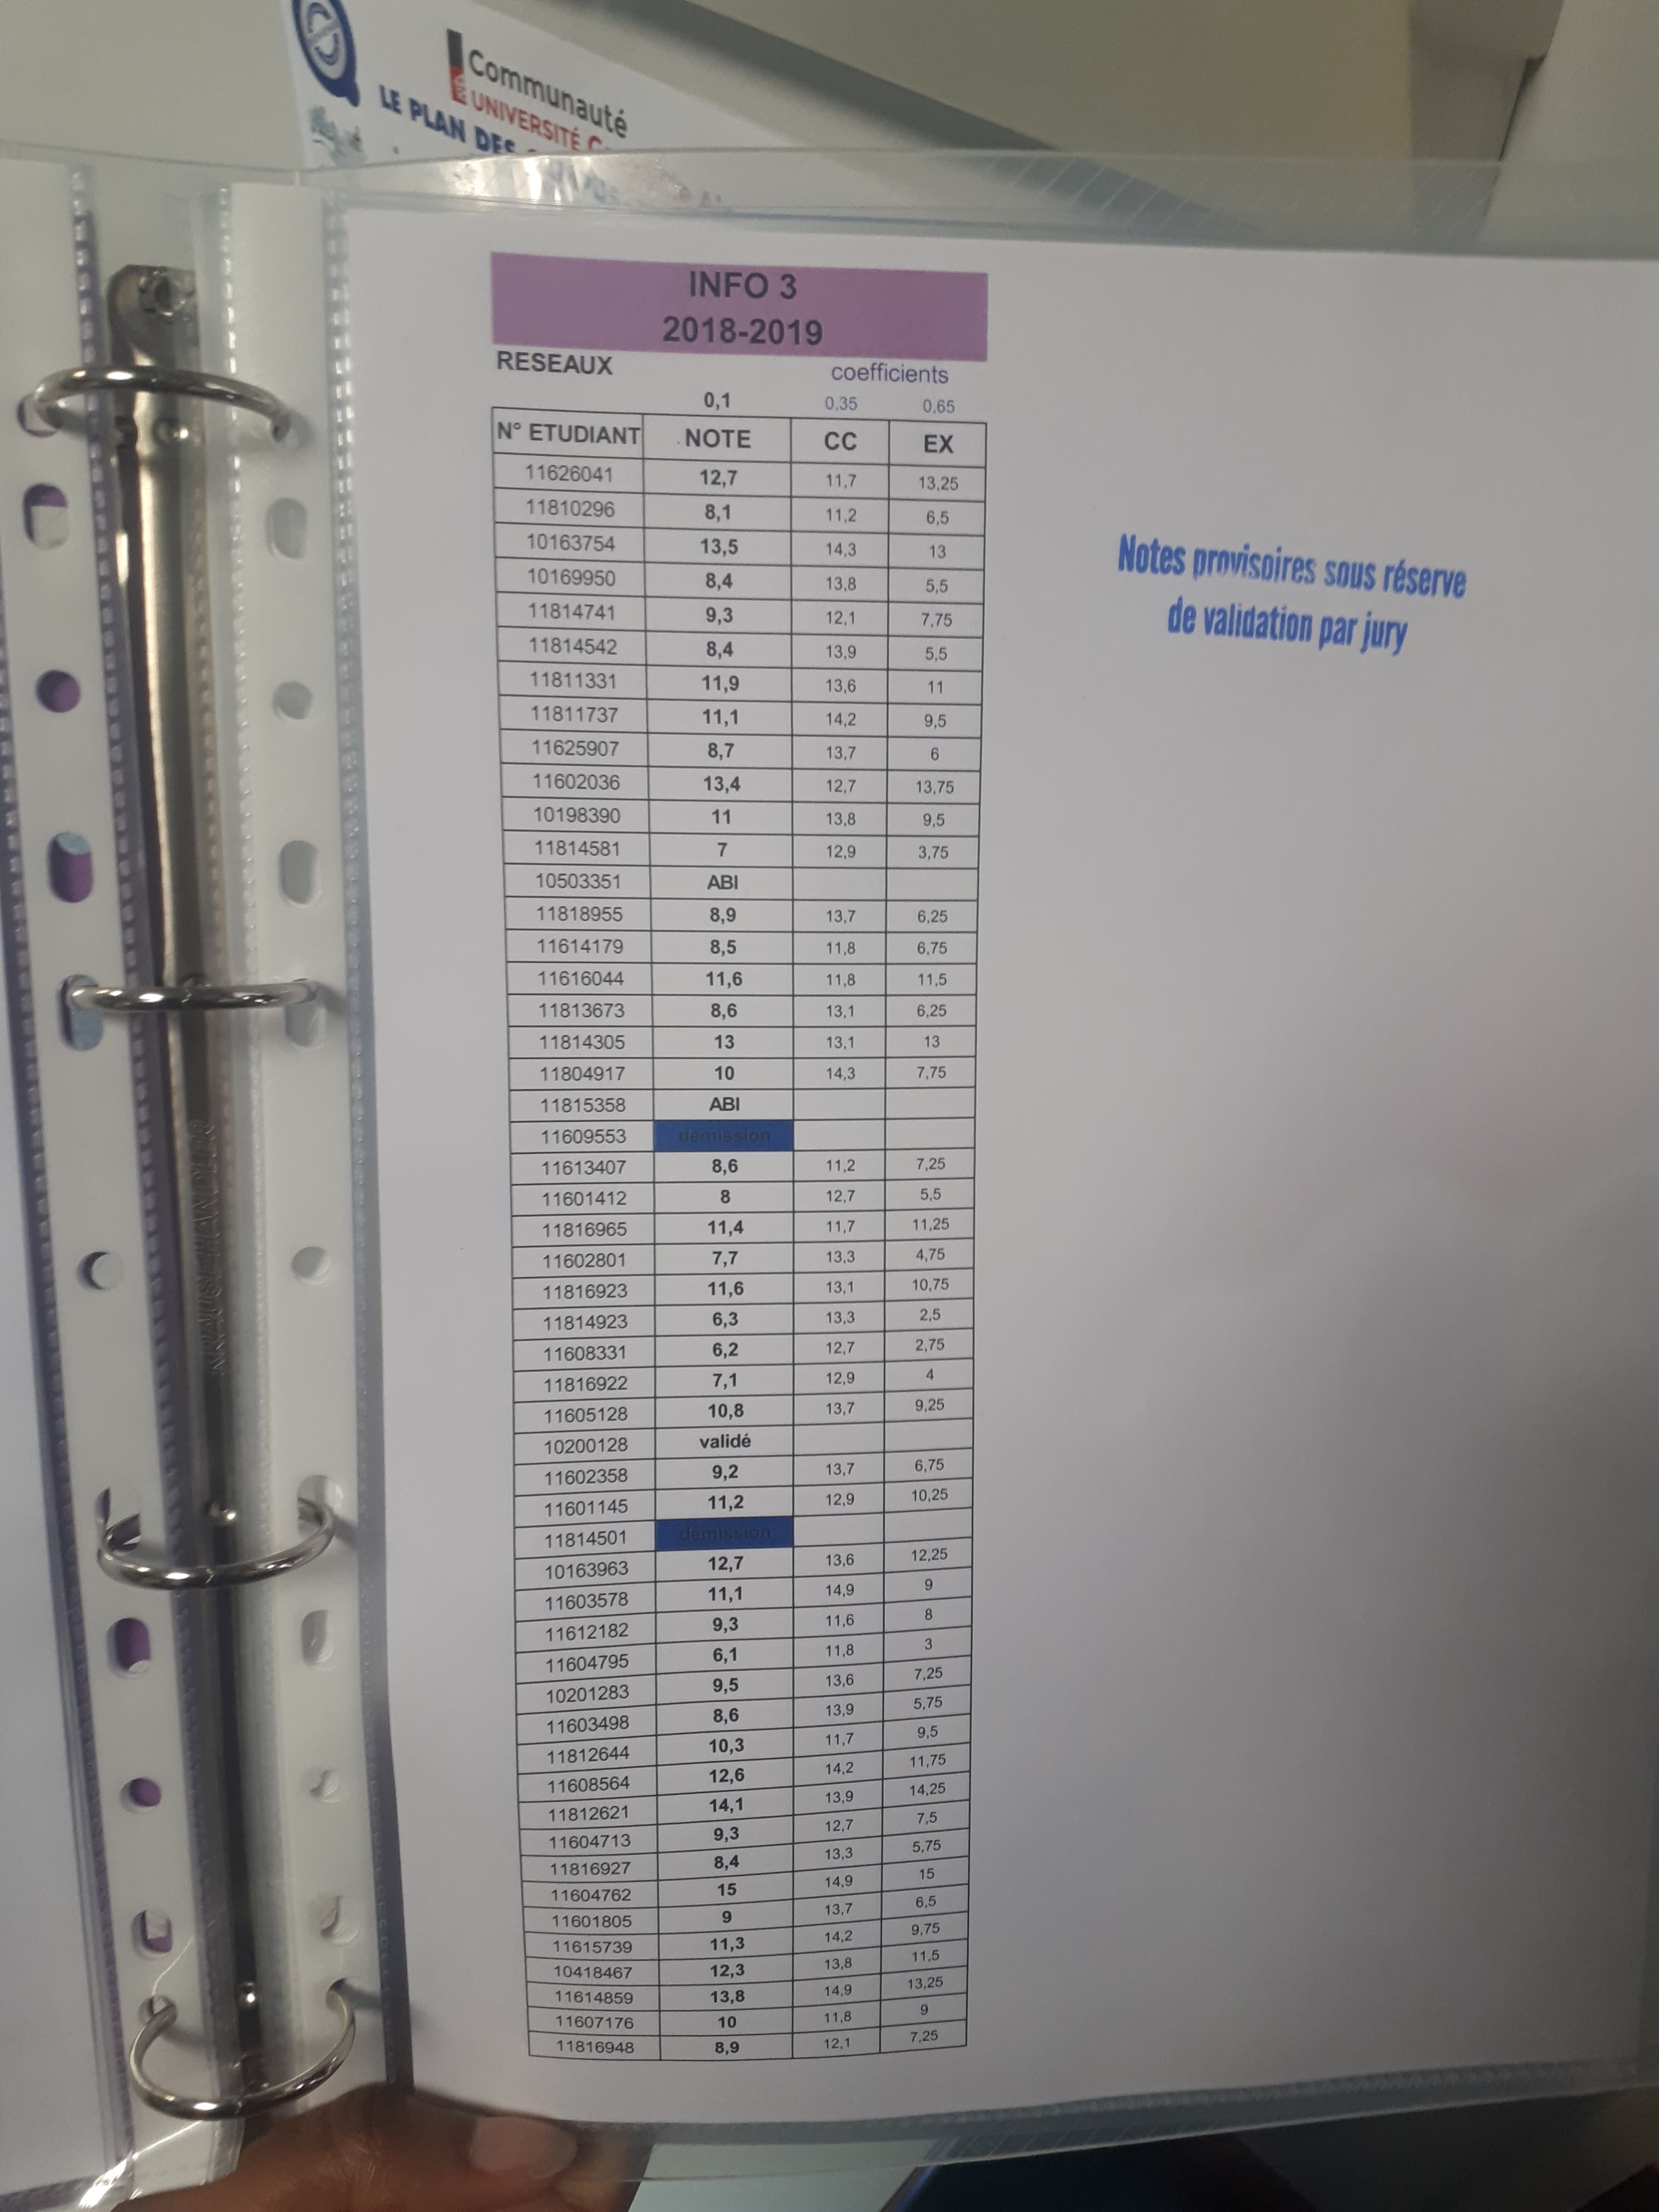 Communauté
UNIVERSITÉ
LE PLAN DES
INFO 3
2018-2019
RESEAUX coefficients
0,1 0,35 0,65
N° ETUDIANT NOTE CC EX
11626041 12,7 11,7 13,25
11810296 8,1 11,2 6,5
10163754 13,5 14,3 13
10169950 8,4 13,8 5,5
11814741 9,3 12,1 7,75
11814542 8,4 13,9 5,5
11811331 11,9 13,6 11
11811737 11,1 14,2 9,5
11625907 8,7 13,7 6
11602036 13,4 12,7 13,75
10198390 11 13,8 9,5
11814581 7 12,9 3,75
10503351 ABI
11818955 8,9 13,7 6,25
11614179 8,5 11,8 6,75
11616044 11,6 11,8 11,5
11813673 8,6 13,1 6,25
11814305 13 13,1 13
11804917 10 14,3 7,75
11815358 ABI
11609553 démission
11613407 8,6 11,2 7,25
11601412 8 12,7 5,5
11816965 11,4 11,7 11,25
11602801 7,7 13,3 4,75
11816923 11,6 13,1 10,75
11814923 6,3 13,3 2,5
11608331 6,2 12,7 2,75
11816922 7,1 12,9 4
11605128 10,8 13,7 9,25
10200128 validé
11602358 9,2 13,7 6,75
11601145 11,2 12,9 10,25
11814501 démission
10163963 12,7 13,6 12,25
11603578 11,1 14,9 9
11612182 9,3 11,6 8
11604795 6,1 11,8 3
10201283 9,5 13,6 7,25
11603498 8,6 13,9 5,75
11812644 10,3 11,7 9,5
11608564 12,6 14,2 11,75
11812621 14,1 13,9 14,25
11604713 9,3 12,7 7,5
11816927 8,4 13,3 5,75
11604762 15 14,9 15
11601805 9 13,7 6,5
11615739 11,3 14,2 9,75
10418467 12,3 13,8 11,5
11614859 13,8 14,9 13,25
11607176 10 11,8 9
11816948 8,9 12,1 7,25
Notes provisoires sous réserve
de validation par jury